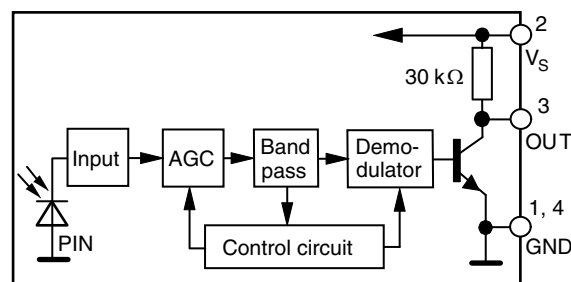 2
V_S
30 kΩ
3
OUT
Input
AGC
Band
pass
Demo-
dulator
1, 4
GND
PIN
Control circuit